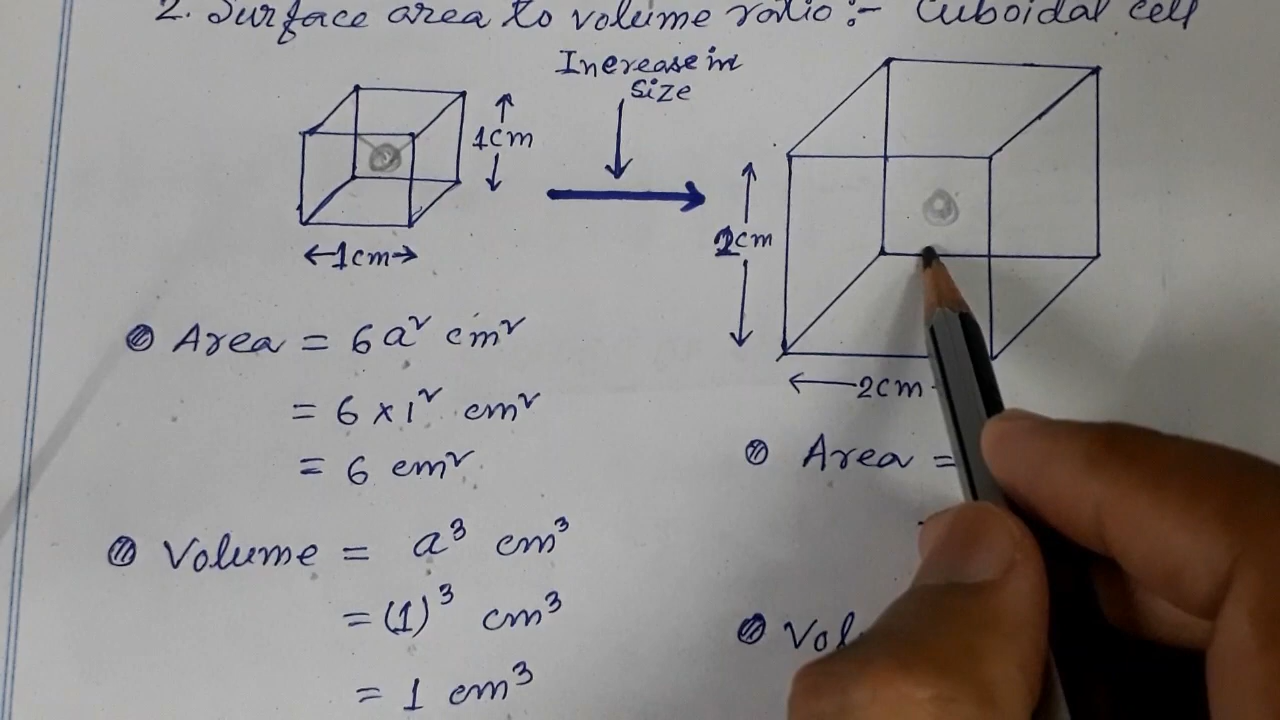 2. Surface area to volume ratio :- Cuboidal cell
Increase in
size
1cm
1cm
2cm
2cm
Area = 6a² cm²
= 6 x 1² cm²
= 6 cm²
Volume = a³ cm³
= (1)³ cm³
= 1 cm³
Area =
Vol